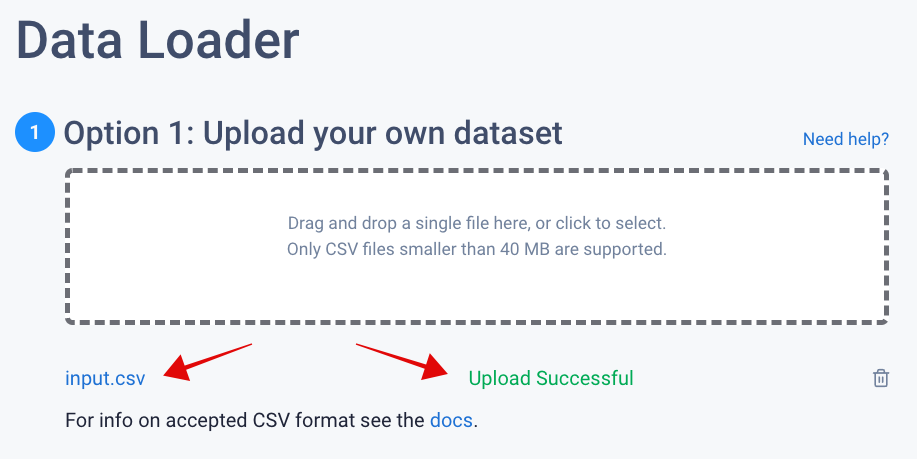 Data Loader
1 Option 1: Upload your own dataset
Need help?
Drag and drop a single file here, or click to select.
Only CSV files smaller than 40 MB are supported.
input.csv Upload Successful
For info on accepted CSV format see the docs.